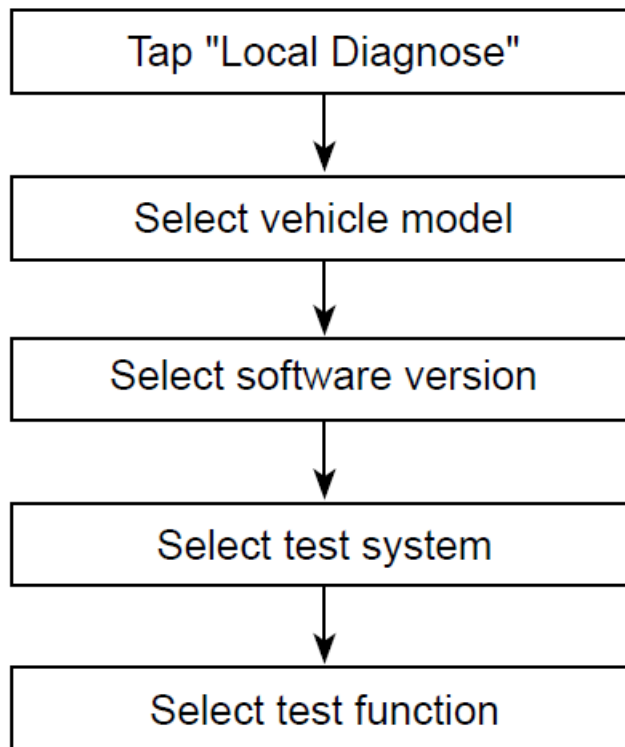 Tap "Local Diagnose"
Select vehicle model
Select software version
Select test system
Select test function